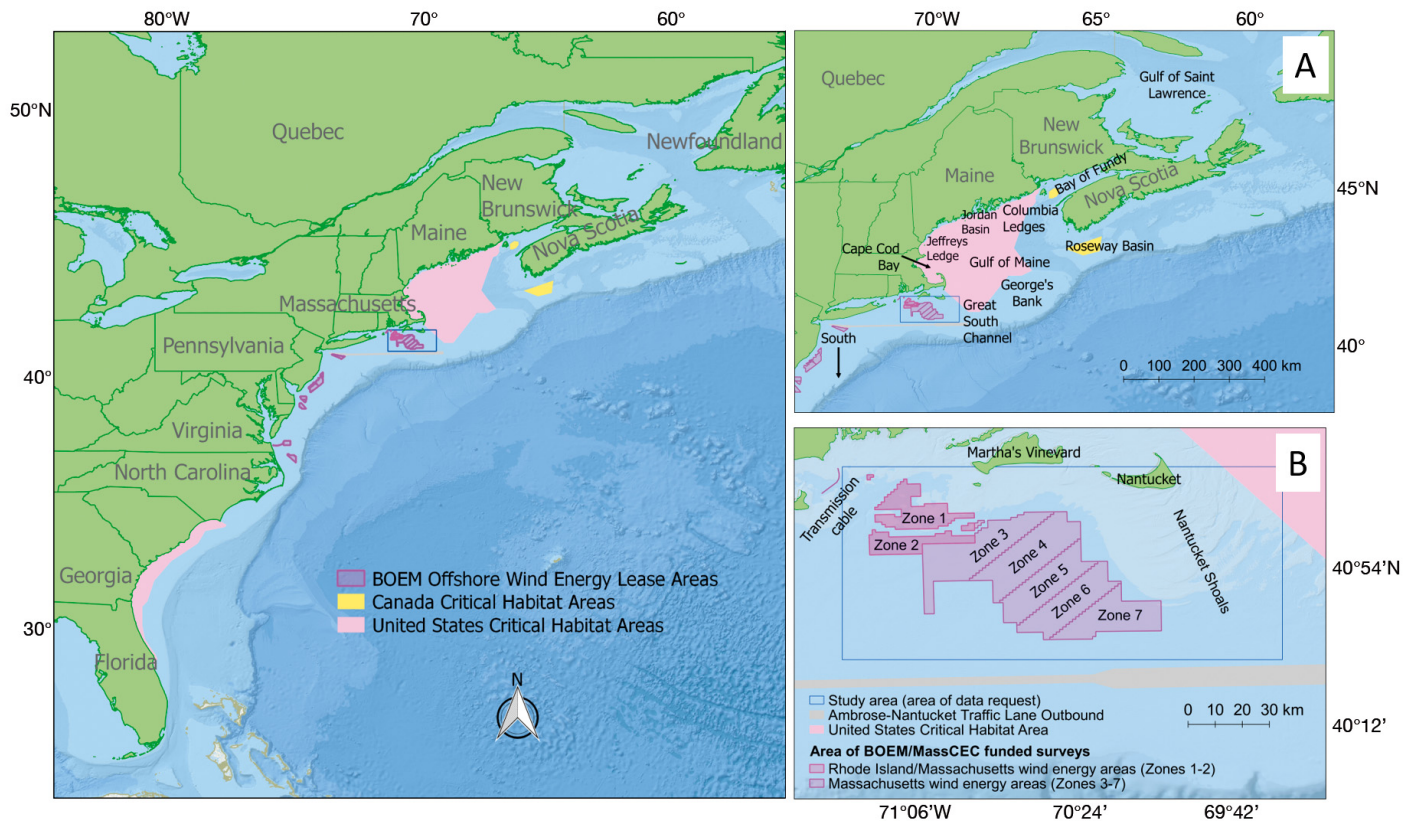 80°W
70°
60°
50°N
40°
30°
Quebec
Newfoundland
New
Brunswick
Maine
Nova Scotia
Massachusetts
Pennsylvania
Virginia
North Carolina
Georgia
Florida
BOEM Offshore Wind Energy Lease Areas
Canada Critical Habitat Areas
United States Critical Habitat Areas
N
70°W
65°
60°
A
Quebec
Gulf of Saint
Lawrence
New
Brunswick
Maine
Bay of Fundy
Nova Scotia
45°N
Jordan
Basin
Columbia
Ledges
Jeffreys
Ledge
Cape Cod
Bay
Roseway Basin
Gulf of Maine
George's
Bank
Great
South
Channel
South
40°
0 100 200 300 400 km
B
Martha's Vinevard
Nantucket
Transmission
cable
Zone 1
Zone 2
Zone 3
Zone 4
Zone 5
Zone 6
Zone 7
Nantucket Shoals
40°54'N
Study area (area of data request)
Ambrose-Nantucket Traffic Lane Outbound
United States Critical Habitat Area
0 10 20 30 km
40°12'
Area of BOEM/MassCEC funded surveys
Rhode Island/Massachusetts wind energy areas (Zones 1-2)
Massachusetts wind energy areas (Zones 3-7)
71°06'W
70°24'
69°42'